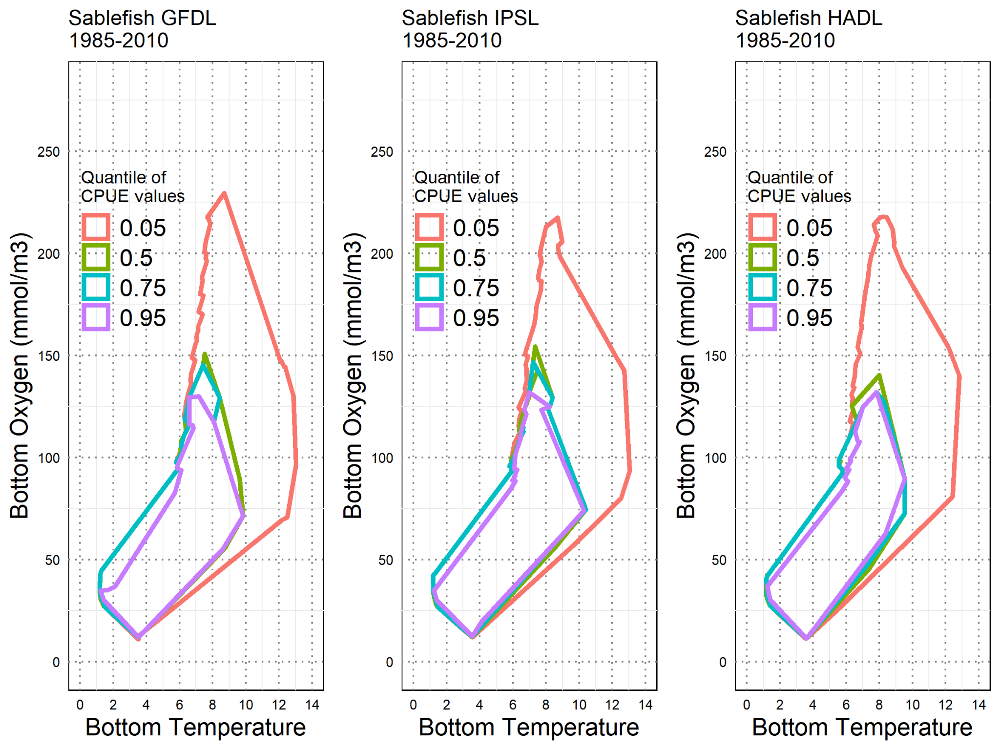 Sablefish GFDL
1985-2010
Bottom Oxygen (mmol/m3)
250
200
150
100
50
0
Quantile of
CPUE values
0.05
0.5
0.75
0.95
0 2 4 6 8 10 12 14
Bottom Temperature
Sablefish IPSL
1985-2010
Bottom Oxygen (mmol/m3)
250
200
150
100
50
0
Quantile of
CPUE values
0.05
0.5
0.75
0.95
0 2 4 6 8 10 12 14
Bottom Temperature
Sablefish HADL
1985-2010
Bottom Oxygen (mmol/m3)
250
200
150
100
50
0
Quantile of
CPUE values
0.05
0.5
0.75
0.95
0 2 4 6 8 10 12 14
Bottom Temperature